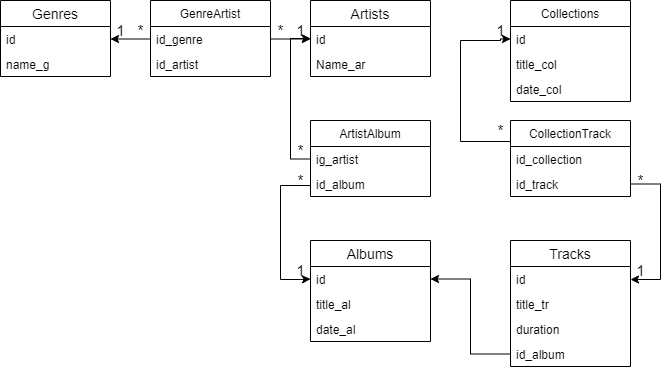 Genres
id
name_g
1
*
GenreArtist
id_genre
id_artist
*
1
Artists
id
Name_ar
Collections
1
id
title_col
date_col
ArtistAlbum
ig_artist
id_album
*
*
CollectionTrack
id_collection
id_track
*
*
Albums
1
id
title_al
date_al
Tracks
id
title_tr
duration
id_album
1